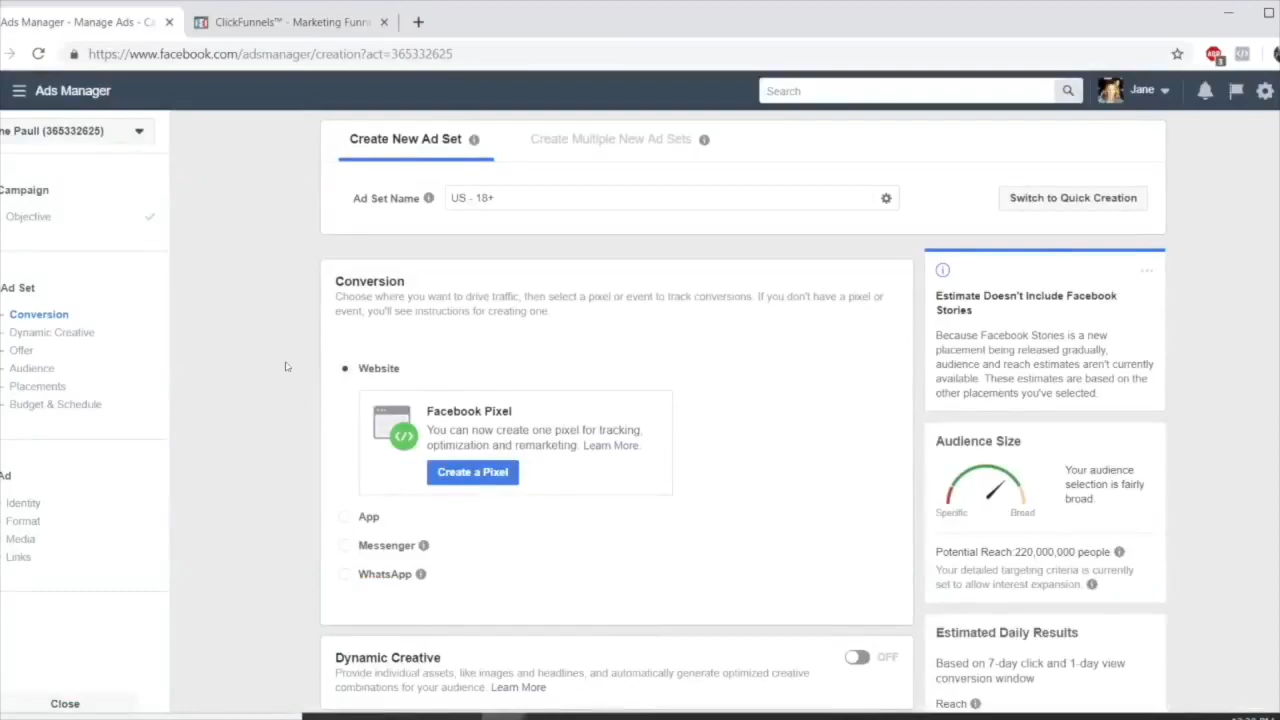 Ads Manager - Manage Ads - Ca
ClickFunnels™ - Marketing Funn
https://www.facebook.com/adsmanager/creation?act=365332625
Ads Manager
Search
Jane
ne Paull (365332625)
Campaign
Objective
Ad Set
Conversion
Dynamic Creative
Offer
Audience
Placements
Budget & Schedule
Ad
Identity
Format
Media
Links
Close
Create New Ad Set
Create Multiple New Ad Sets
Ad Set Name
US - 18+
Switch to Quick Creation
Conversion
Choose where you want to drive traffic, then select a pixel or event to track conversions. If you don't have a pixel or
event, you'll see instructions for creating one.
Website
Facebook Pixel
You can now create one pixel for tracking,
optimization and remarketing. Learn More.
Create a Pixel
App
Messenger
WhatsApp
Dynamic Creative
OFF
Provide individual assets, like images and headlines, and automatically generate optimized creative
combinations for your audience. Learn More
Estimate Doesn't Include Facebook
Stories
Because Facebook Stories is a new
placement being released gradually,
audience and reach estimates aren't currently
available. These estimates are based on the
other placements you've selected.
Audience Size
Your audience
selection is fairly
broad.
Specific
Broad
Potential Reach:220,000,000 people
Your detailed targeting criteria is currently
set to allow interest expansion.
Estimated Daily Results
Based on 7-day click and 1-day view
conversion window
Reach